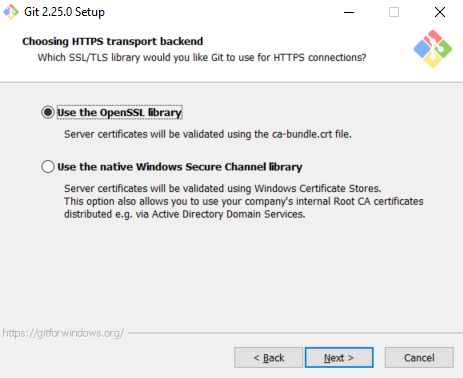 Git 2.25.0 Setup
Choosing HTTPS transport backend
Which SSL/TLS library would you like Git to use for HTTPS connections?
Use the OpenSSL library
Server certificates will be validated using the ca-bundle.crt file.
Use the native Windows Secure Channel library
Server certificates will be validated using Windows Certificate Stores.
This option also allows you to use your company's internal Root CA certificates
distributed e.g. via Active Directory Domain Services.
https://gitforwindows.org/
< Back Next > Cancel